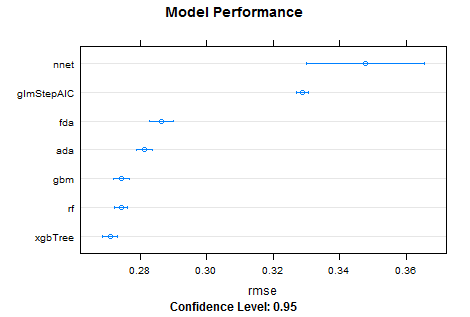 Model Performance
nnet
glmStepAIC
fda
ada
gbm
rf
xgbTree
0.28 0.30 0.32 0.34 0.36
rmse
Confidence Level: 0.95